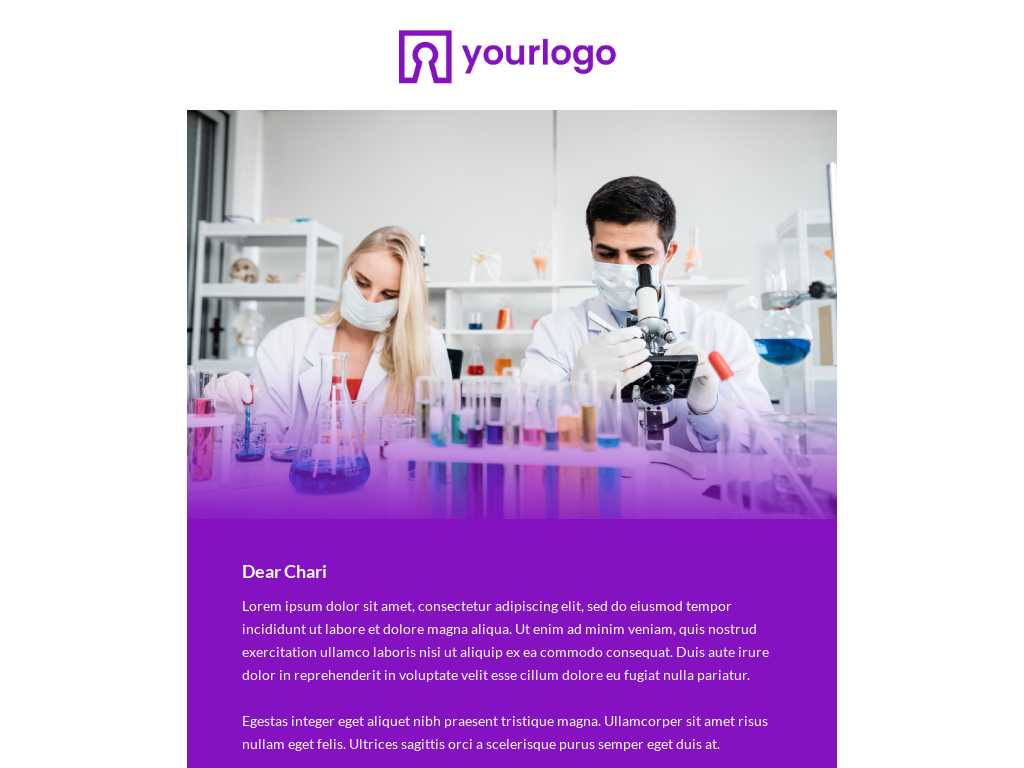 yourlogo
Dear Chari
Lorem ipsum dolor sit amet, consectetur adipiscing elit, sed do eiusmod tempor
incididunt ut labore et dolore magna aliqua. Ut enim ad minim veniam, quis nostrud
exercitation ullamco laboris nisi ut aliquip ex ea commodo consequat. Duis aute irure
dolor in reprehenderit in voluptate velit esse cillum dolore eu fugiat nulla pariatur.
Egestas integer eget aliquet nibh praesent tristique magna. Ullamcorper sit amet risus
nullam eget felis. Ultrices sagittis orci a scelerisque purus semper eget duis at.